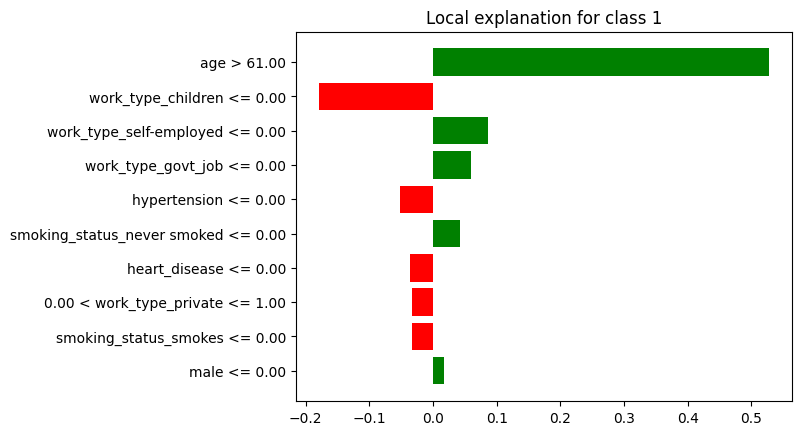 Local explanation for class 1
age > 61.00
work_type_children <= 0.00
work_type_self-employed <= 0.00
work_type_govt_job <= 0.00
hypertension <= 0.00
smoking_status_never smoked <= 0.00
heart_disease <= 0.00
0.00 < work_type_private <= 1.00
smoking_status_smokes <= 0.00
male <= 0.00
−0.2 −0.1 0.0 0.1 0.2 0.3 0.4 0.5